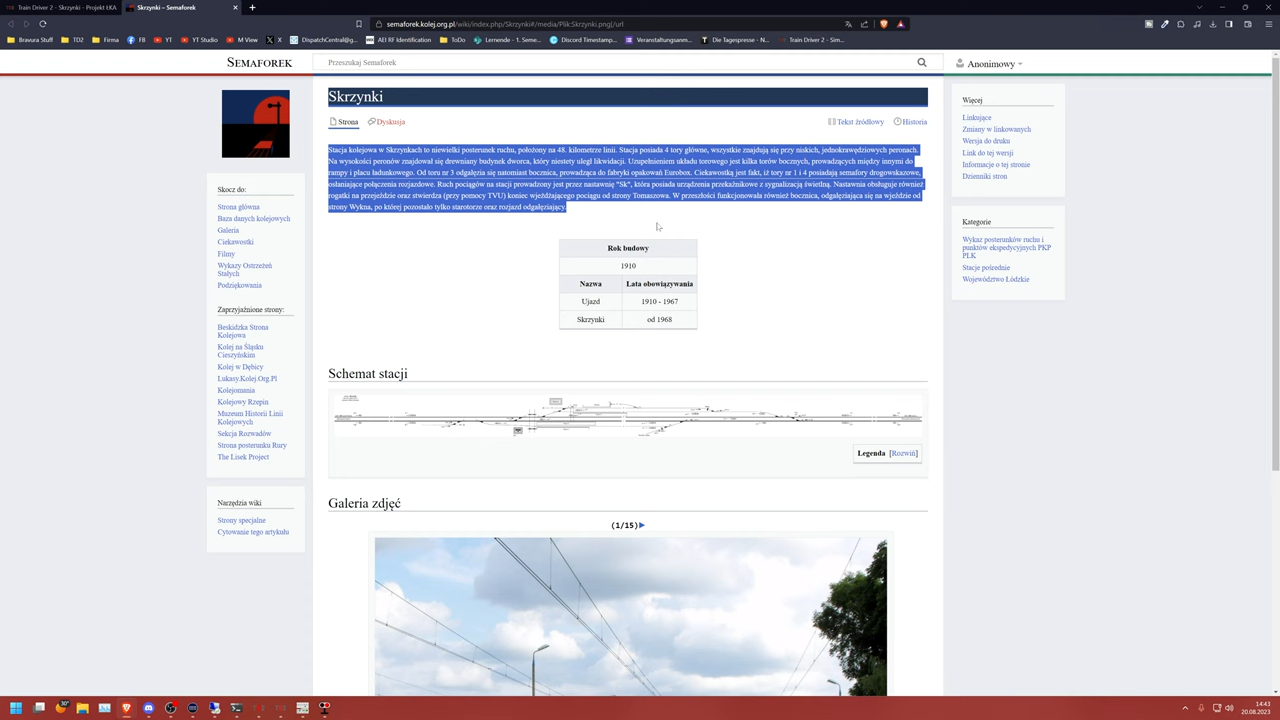 Train Driver 2 - Skrzynki - Projekt ŁKA
Skrzynki – Semaforek
semaforek.kolej.org.pl/wiki/index.php/Skrzynki#/media/Plik:Skrzynki.png[/url
Bravura Stuff
TD2
Firma
FB
YT
YT Studio
M View
X
DispatchCentral@g...
AEI RF Identification
ToDo
Lernende - 1. Seme...
Discord Timestamp...
Veranstaltungsanm...
Die Tagespresse - N...
Train Driver 2 - Sim...
Semaforek
Przeszukaj Semaforek
Anonimowy
Skrzynki
Strona
Dyskusja
Tekst źródłowy
Historia
Stacja kolejowa w Skrzynkach to niewielki posterunek ruchu, położony na 48. kilometrze linii. Stacja posiada 4 tory główno, wszystkie znajdują się przy niskich, jednokrawędziowych peronach.
Na wysokości peronów znajdował się drewniany budynek dworca, który niestety uległ likwidacji. Uzupełnieniem układu torowego jest kilka torów bocznych, prowadzących między innymi do
rampy i placu ładunkowego. Od toru nr 3 odgałęzia się natomiast bocznica, prowadząca do fabryki opakowań Eurobox. Ciekawostką jest fakt, iż tory nr 1 i 4 posiadają semafory drogowskazowe,
osłaniające połączenia rozjazdowe. Ruch pociągów na stacji prowadzony jest przez nastawnię "Sk", która posiada urządzenia przekaźnikowe z sygnalizacją świetlną. Nastawnia obsługuje również
rogatki na przejeździe oraz stwierdza (przy pomocy TVU) koniec wjeżdżającego pociągu od strony Tomaszowa. W przeszłości funkcjonowała również bocznica, odgałęziająca się na wjeździe od
strony Wykna, po której pozostało tylko starotorze oraz rozjazd odgałęziający.
Rok budowy
1910
Nazwa
Lata obowiązywania
Ujazd
1910 - 1967
Skrzynki
od 1968
Schemat stacji
Legenda [Rozwiń]
Galeria zdjęć
(1/15)
Skocz do:
Strona główna
Baza danych kolejowych
Galeria
Ciekawostki
Filmy
Wykazy Ostrzeżeń
Stałych
Podziękowania
Zaprzyjaźnione strony:
Beskidzka Strona
Kolejowa
Kolej na Śląsku
Cieszyńskim
Kolej w Dębicy
Lukasy.Kolej.Org.Pl
Kolejomania
Kolejowy Rzepin
Muzeum Historii Linii
Kolejowych
Sekcja Rozwadów
Strona posterunku Rury
The Lisek Project
Narzędzia wiki
Strony specjalne
Cytowanie tego artykułu
Więcej
Linkujące
Zmiany w linkowanych
Wersja do druku
Link do tej wersji
Informacje o tej stronie
Dzienniki stron
Kategorie
Wykaz posterunków ruchu i
punktów ekspedycyjnych PKP
PLK
Stacje pośrednie
Województwo Łódzkie
30°
14:43
20.08.2023